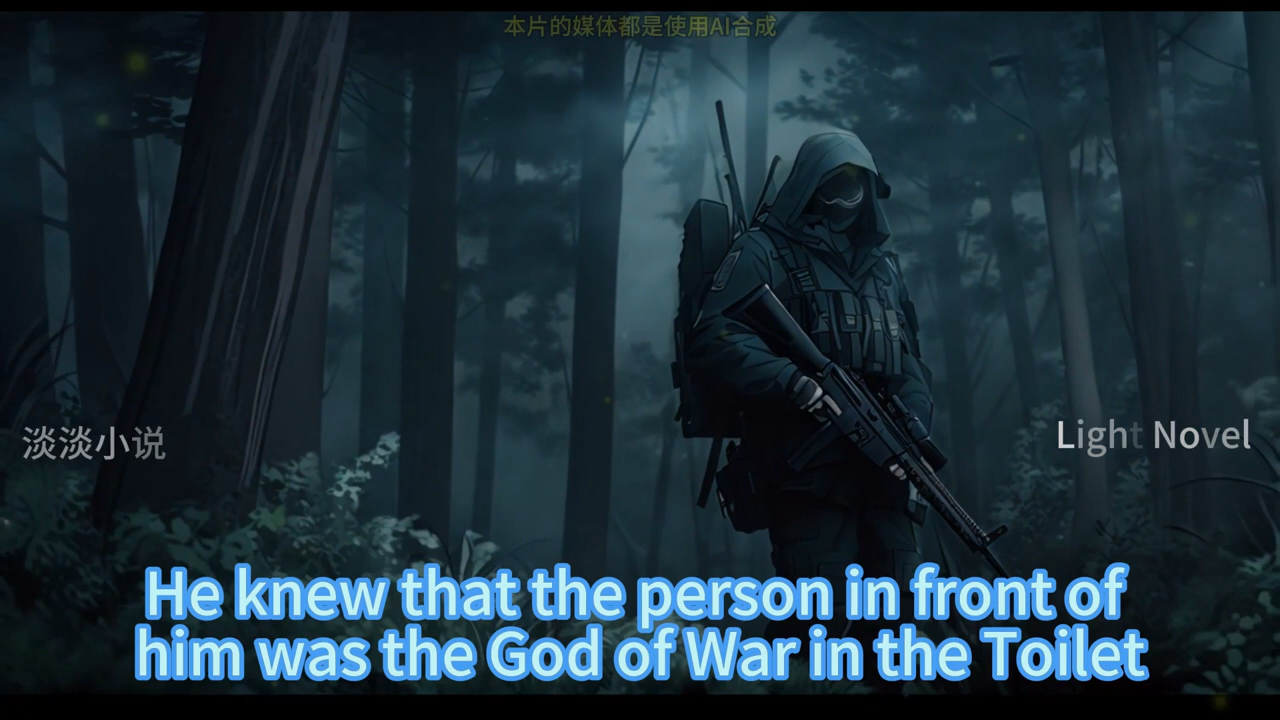 本片的媒体都是使用AI合成
淡淡小说
Light Novel
He knew that the person in front of
him was the God of War in the Toilet